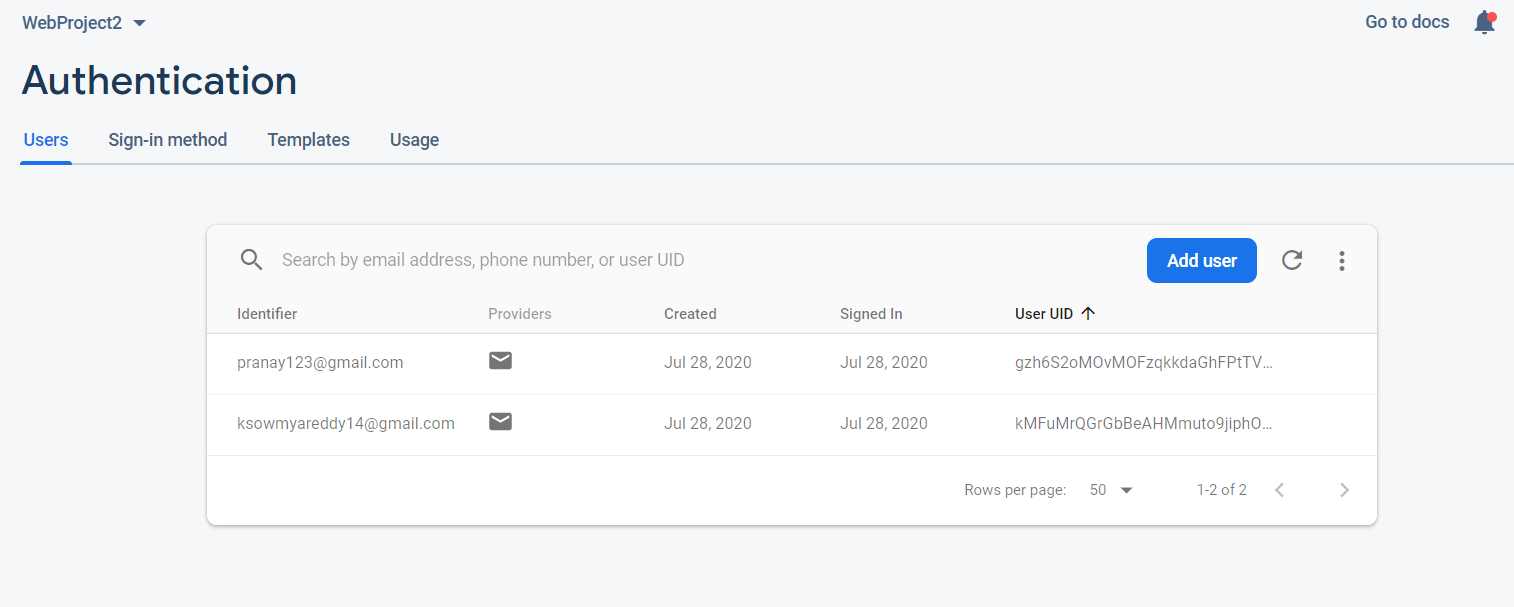 WebProject2 Go to docs
Authentication
Users Sign-in method Templates Usage
Search by email address, phone number, or user UID Add user
Identifier Providers Created Signed In User UID
pranay123@gmail.com Jul 28, 2020 Jul 28, 2020 gzh6S2oMOvMOFzqkkdaGhFPtTV...
ksowmyareddy14@gmail.com Jul 28, 2020 Jul 28, 2020 kMFuMrQGrGbBeAHMmuto9jiphO...
Rows per page: 50 1-2 of 2